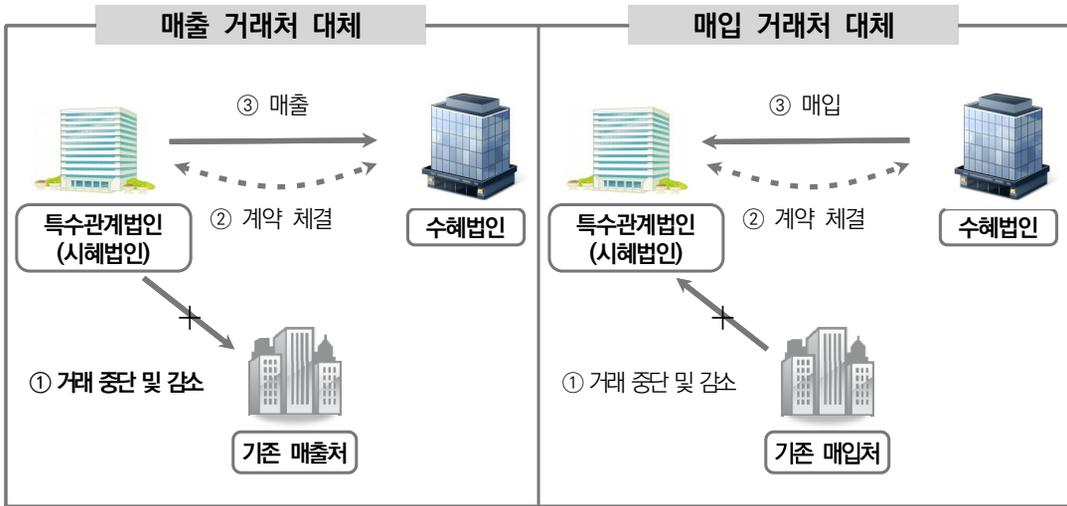 매출 거래처 대체
③ 매출
② 계약 체결
특수관계법인
(시혜법인)
수혜법인
① 거래 중단 및 감소
기존 매출처
매입 거래처 대체
③ 매입
② 계약 체결
특수관계법인
(시혜법인)
수혜법인
① 거래 중단 및 감소
기존 매입처